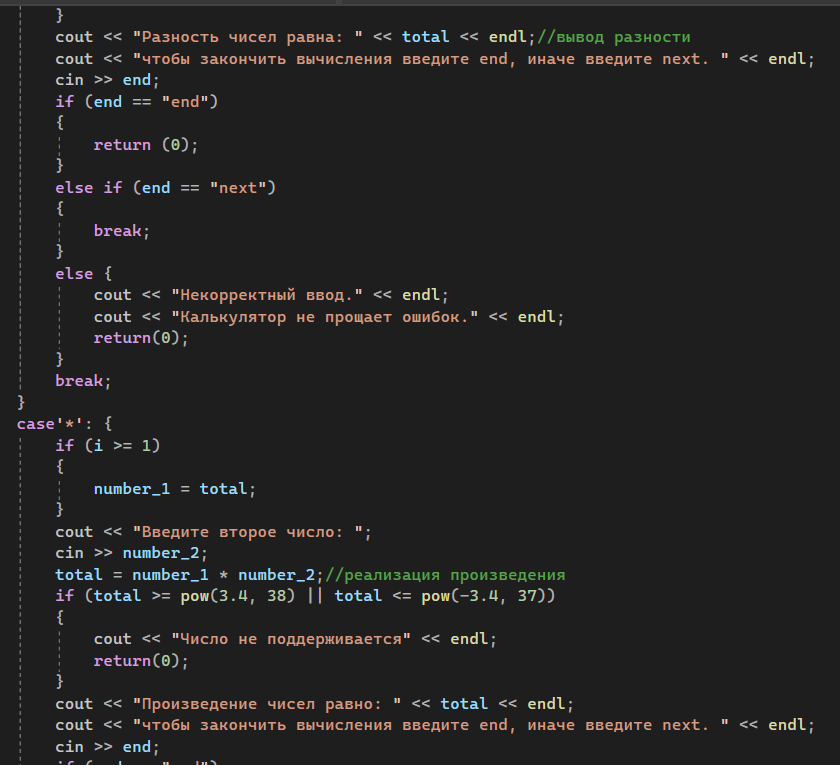 }
cout << "Разность чисел равна: " << total << endl;//вывод разности
cout << "чтобы закончить вычисления введите end, иначе введите next. " << endl;
cin >> end;
if (end == "end")
{
return (0);
}
else if (end == "next")
{
break;
}
else {
cout << "Некорректный ввод." << endl;
cout << "Калькулятор не прощает ошибок." << endl;
return(0);
}
break;
}
case'*': {
if (i >= 1)
{
number_1 = total;
}
cout << "Введите второе число: ";
cin >> number_2;
total = number_1 * number_2;//реализация произведения
if (total >= pow(3.4, 38) || total <= pow(-3.4, 37))
{
cout << "Число не поддерживается" << endl;
return(0);
}
cout << "Произведение чисел равно: " << total << endl;
cout << "чтобы закончить вычисления введите end, иначе введите next. " << endl;
cin >> end;